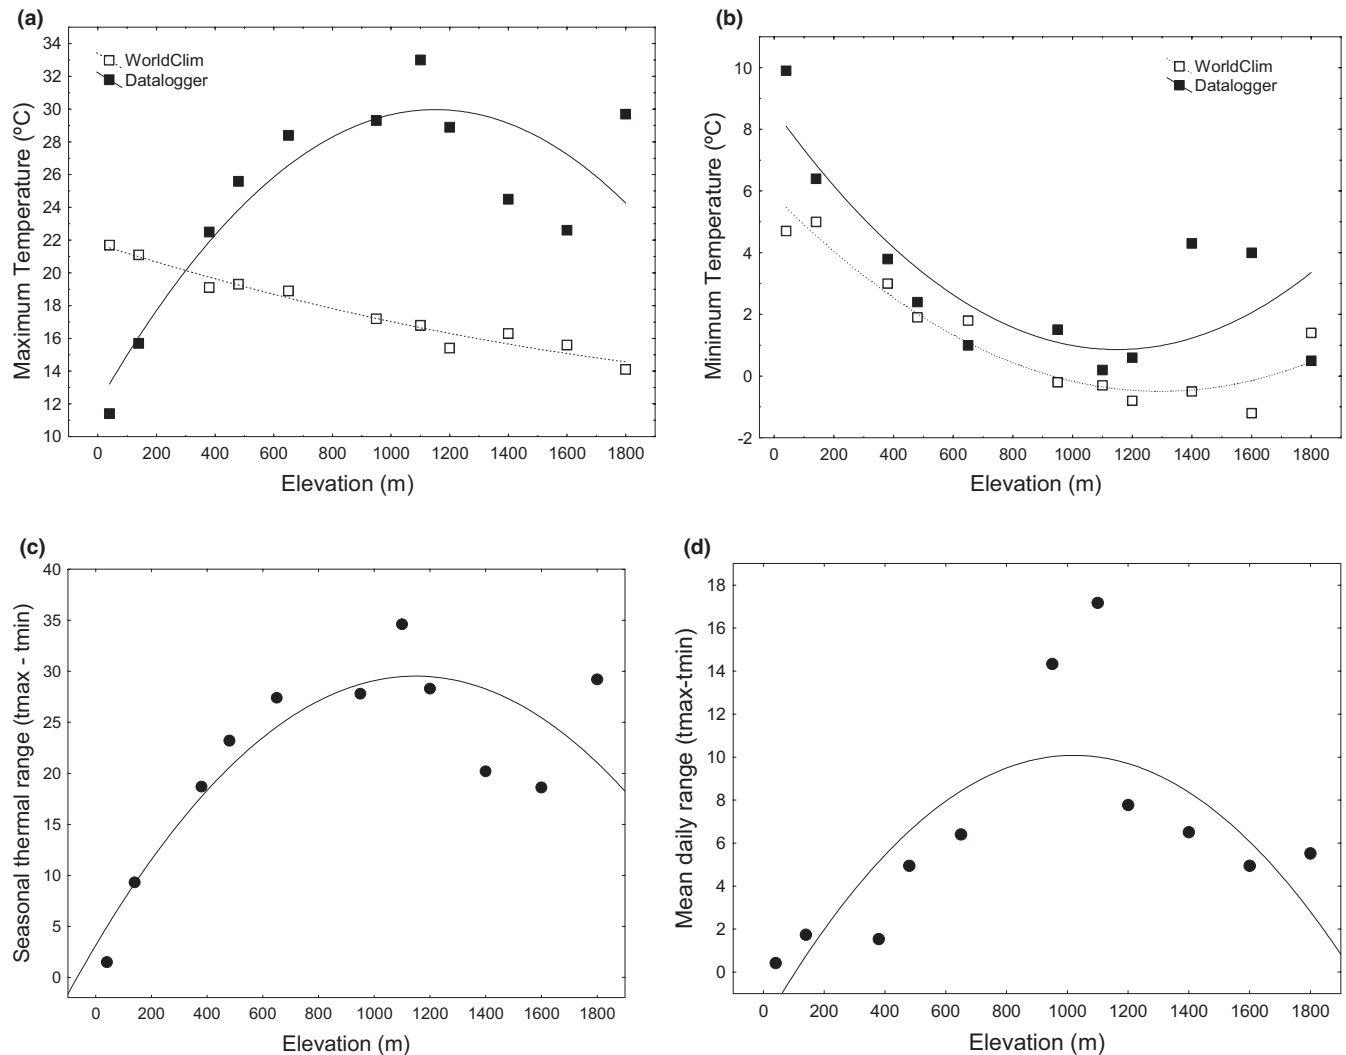 (a)
WorldClim
Datalogger
34
32
30
28
26
24
22
20
18
16
14
12
10
Maximum Temperature (ºC)
0 200 400 600 800 1000 1200 1400 1600 1800
Elevation (m)
(b)
WorldClim
Datalogger
10
8
6
4
2
0
-2
Minimum Temperature (ºC)
0 200 400 600 800 1000 1200 1400 1600 1800
Elevation (m)
(c)
40
35
30
25
20
15
10
5
0
Seasonal thermal range (tmax - tmin)
0 200 400 600 800 1000 1200 1400 1600 1800
Elevation (m)
(d)
18
16
14
12
10
8
6
4
2
0
Mean daily range (tmax-tmin)
0 200 400 600 800 1000 1200 1400 1600 1800
Elevation (m)